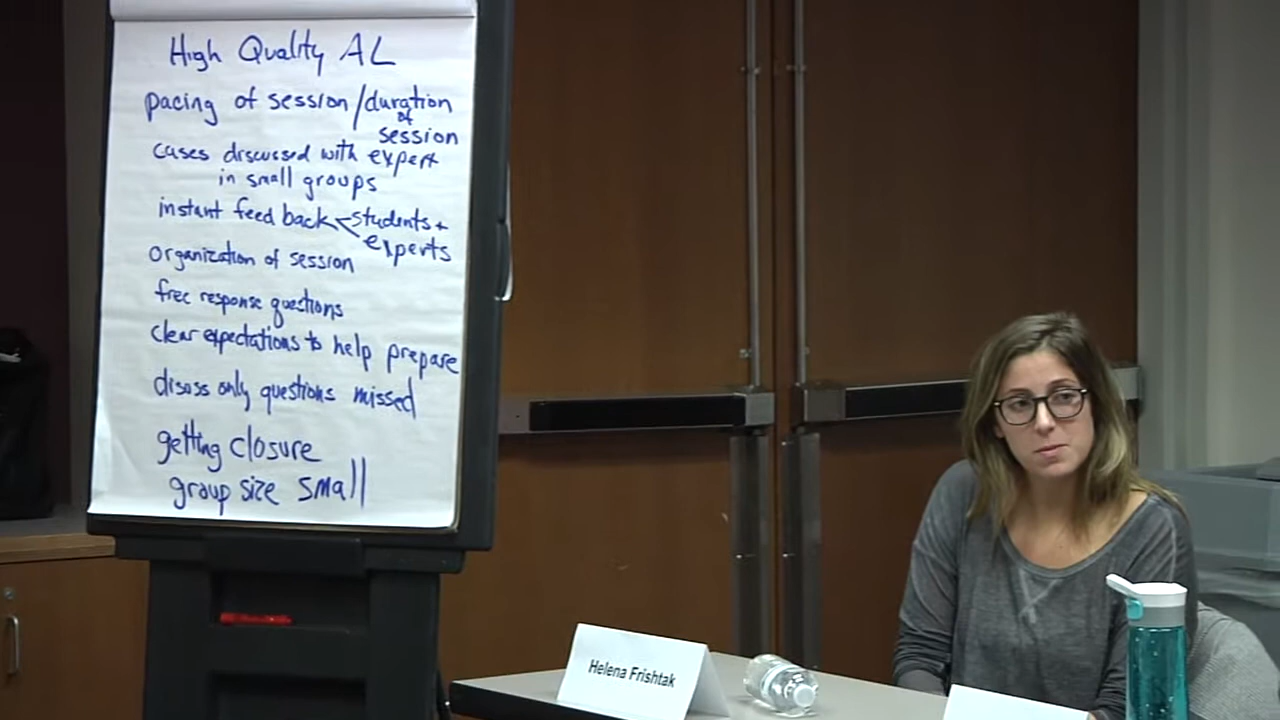 High Quality AL
pacing of session/duration
of
session
cases discussed with expert
in small groups
instant feed back < students +
experts
organization of session
free response questions
clear expectations to help prepare
disuss only questions missed
getting closure
group size small
Helena Frishtak